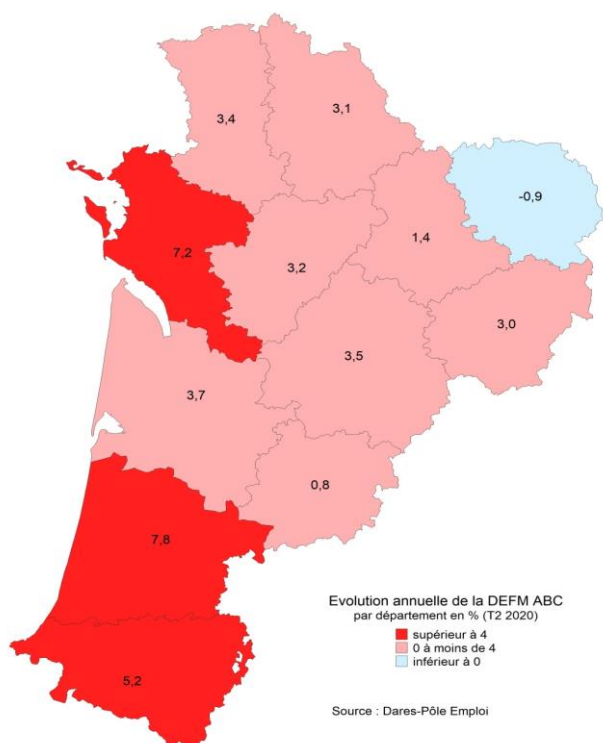 3,4
3,1
-0,9
7,2
3,2
1,4
3,0
3,5
3,7
0,8
7,8
5,2
Evolution annuelle de la DEFM ABC
par département en % (T2 2020)
supérieur à 4
0 à moins de 4
inférieur à 0
Source : Dares-Pôle Emploi